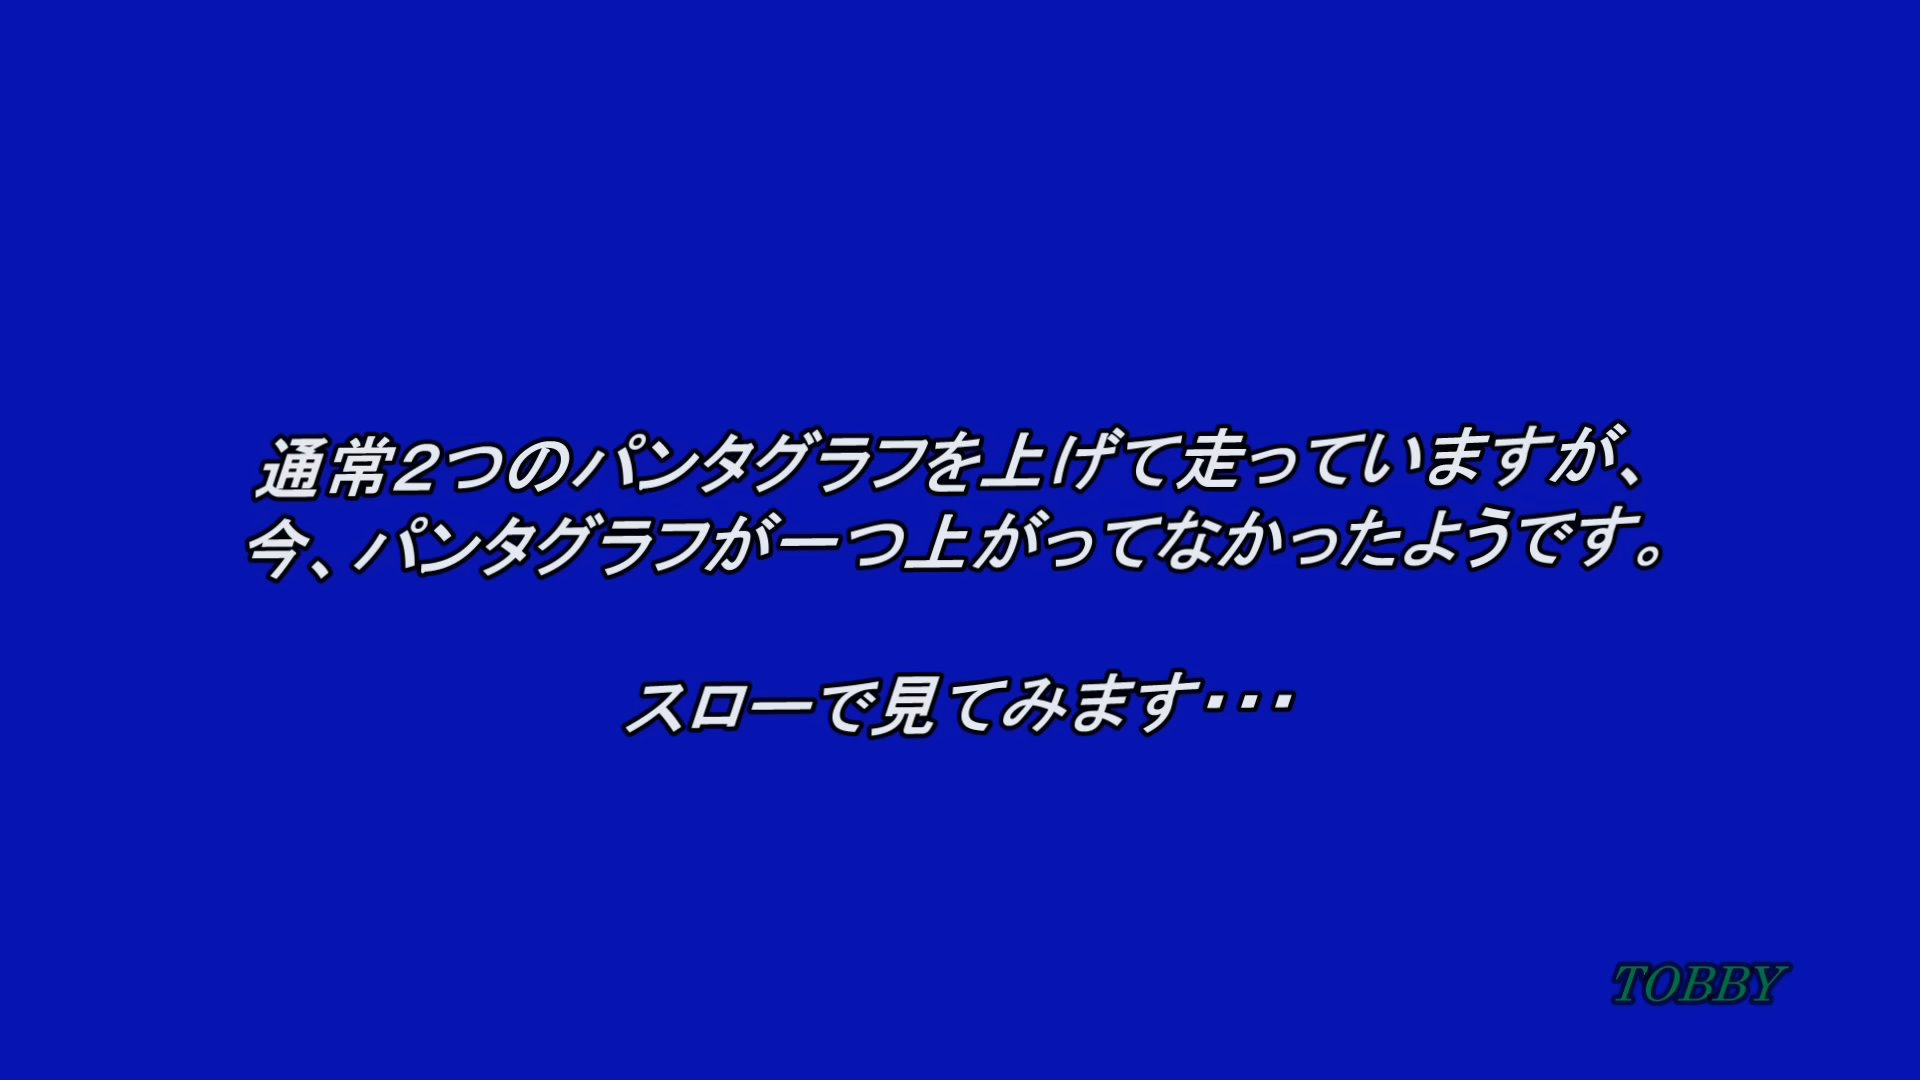 通常２つのパンタグラフを上げて走っていますが、
今、パンタグラフが一つ上がってなかったようです。
スローで見てみます･･･
TOBBY